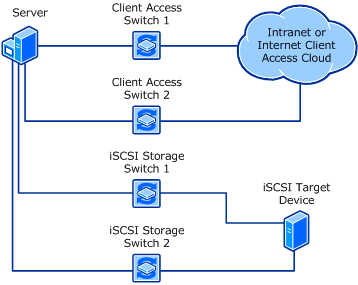 Server
Client Access
Switch 1
Intranet or
Internet Client
Access Cloud
Client Access
Switch 2
iSCSI Storage
Switch 1
iSCSI Target
Device
iSCSI Storage
Switch 2